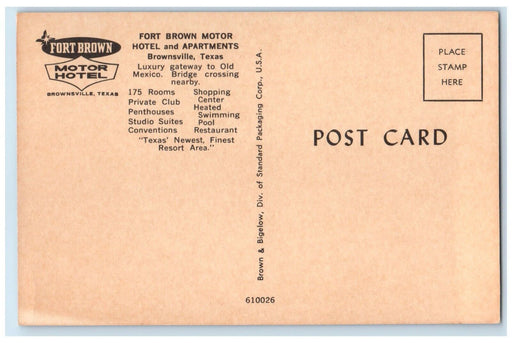 FORT BROWN
MOTOR
HOTEL
BROWNSVILLE, TEXAS
FORT BROWN MOTOR
HOTEL and APARTMENTS
Brownsville, Texas
Luxury gateway to Old
Mexico. Bridge crossing
nearby.
175 Rooms
Private Club
Penthouses
Studio Suites
Conventions
Shopping
Center
Heated
Swimming
Pool
Restaurant
"Texas' Newest, Finest
Resort Area."
Brown & Bigelow, Div. of Standard Packaging Corp., U.S.A.
610026
PLACE
STAMP
HERE
POST CARD